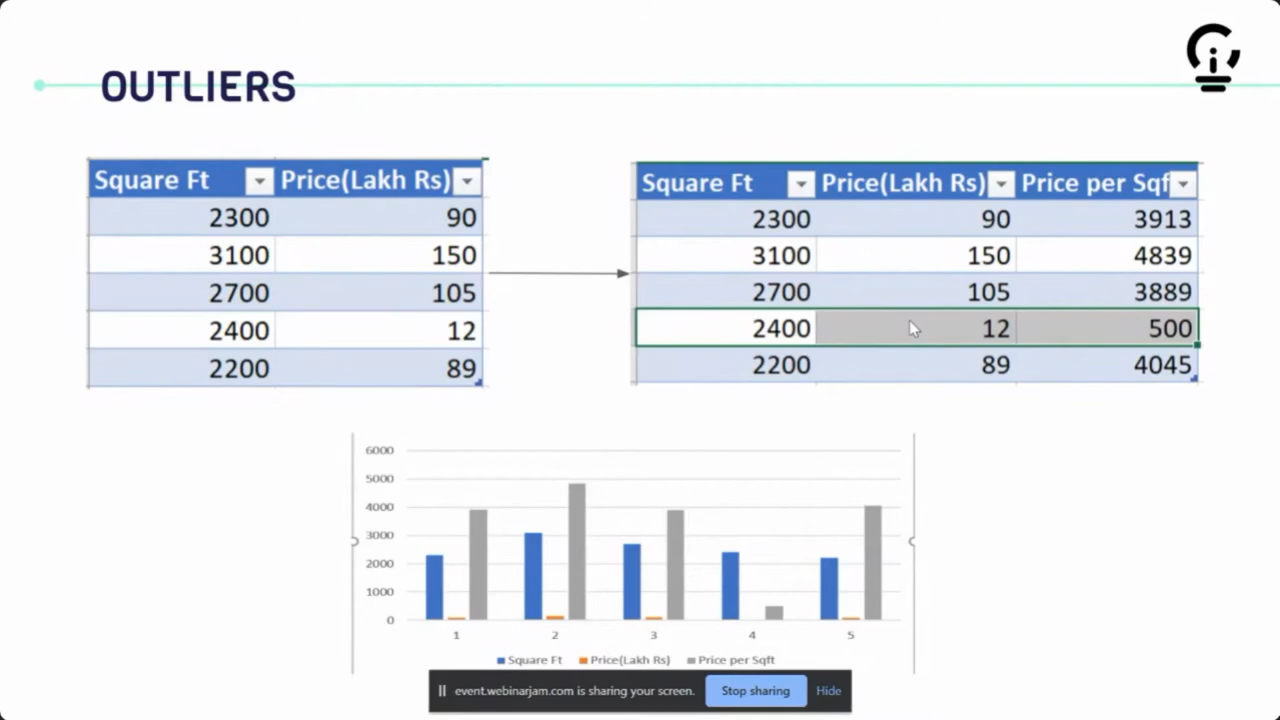 OUTLIERS
Square Ft Price(Lakh Rs)
2300 90
3100 150
2700 105
2400 12
2200 89
Square Ft Price(Lakh Rs) Price per Sqf
2300 90 3913
3100 150 4839
2700 105 3889
2400 12 500
2200 89 4045
6000
5000
4000
3000
2000
1000
0
1 2 3 4 5
Square Ft Price(Lakh Rs) Price per Sqft
event.webinarjam.com is sharing your screen. Stop sharing Hide